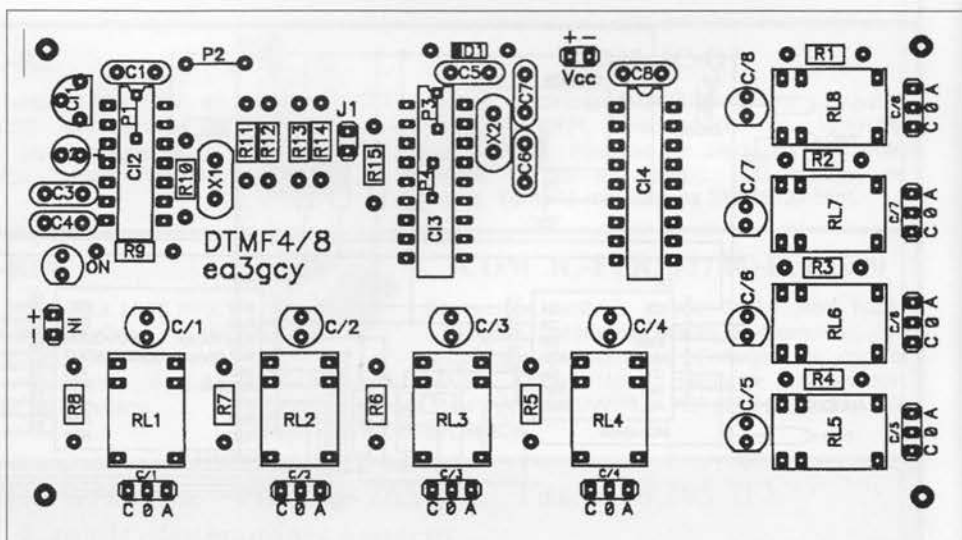 C1
P2
D1
+ -
Vcc
C5
C7
C8
R1
C/8
RL8
C/8
C 0 A
CI1
P1
CI2
R11
R12
R13
R14
J1
R15
P3
X2
C6
CI3
CI4
R2
C/7
RL7
C/7
C 0 A
R10
X1
C3
C4
R9
ON
DTMF4/8
ea3gcy
R3
C/6
RL6
C/6
C 0 A
+
-
IN
C/1
C/2
C/3
C/4
R4
C/5
RL5
C/5
C 0 A
R8
RL1
R7
RL2
R6
RL3
R5
RL4
C/1
C/2
C/3
C/4
C 0 A
C 0 A
C 0 A
C 0 A